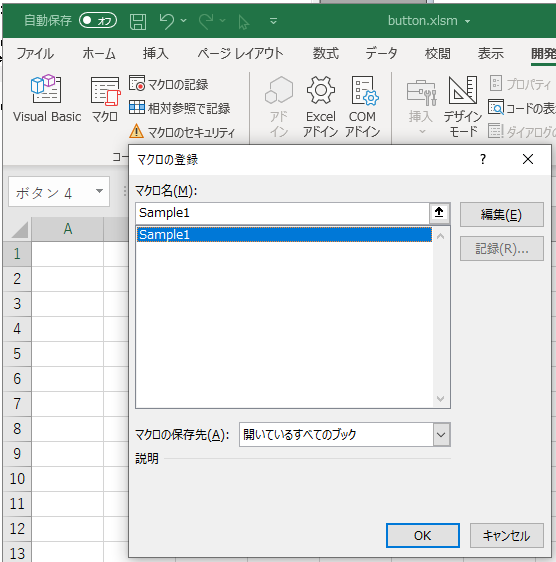 自動保存 オフ button.xlsm
ファイル ホーム 挿入 ページ レイアウト 数式 データ 校閲 表示 開発
Visual Basic マクロ マクロの記録 相対参照で記録 マクロのセキュリティ
アド
イン
Excel
アドイン
COM
アドイン
挿入
デザイン
モード
プロパティ
コードの表
ダイアログの
コー
マクロの登録 ?
ボタン 4
マクロ名(M):
Sample1
編集(E)
Sample1
記録(R)...
A
1
2
3
4
5
6
7
8
9
10
11
12
13
マクロの保存先(A): 開いているすべてのブック
説明
OK キャンセル